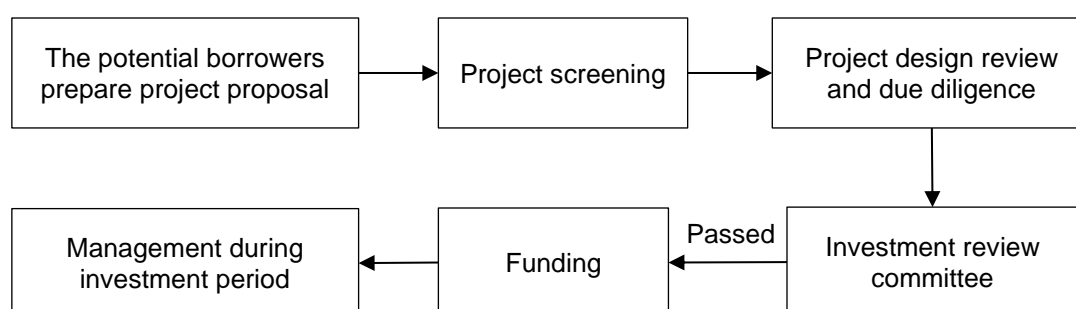 The potential borrowers
prepare project proposal
Project screening
Project design review
and due diligence
Management during
investment period
Funding
Passed
Investment review
committee